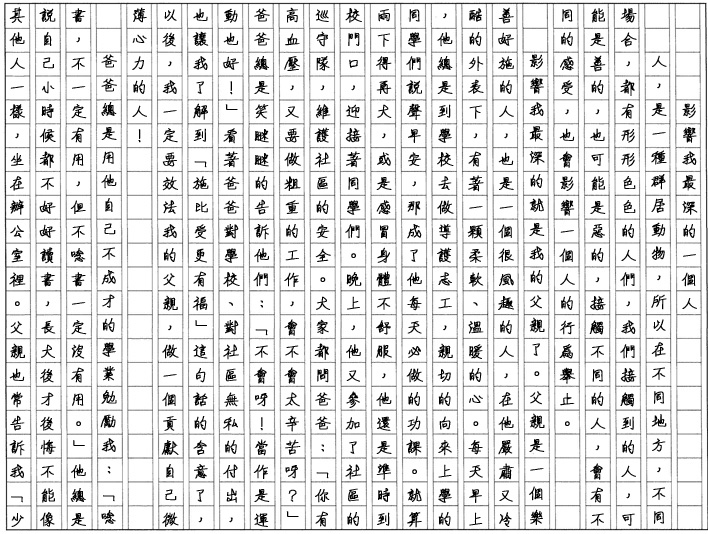 影響我最深的一個人
人，是一種群居動物，所以在不同地方，不同
場合，都有形形色色的人們，我們接觸到的人，可
能是善的，也可能是惡的，接觸不同的人，會有不
同的感受，也會影響一個人的行為舉止。
影響我最深的就是我的父親了。父親是一個樂
善好施的人，也是一個很風趣的人，在他嚴肅又冷
酷的外表下，有著一顆柔軟、溫暖的心。每天早上
，他總是到學校去做導護志工，親切的向來上學的
同學們說聲早安，那成了他每天必做的功課。就算
雨下得再大，或是感冒身體不舒服，他還是準時到
校門口，迎接著同學們。晚上，他又參加了社區的
巡守隊，維護社區的安全。大家都問爸爸：「你有
高血壓，又要做粗重的工作，會不會太辛苦呀？」
爸爸總是笑瞇瞇的告訴他們：「不會呀！當作是運
動也好！」看著爸爸對學校、對社區無私的付出，
也讓我了解到「施比受更有福」這句話的含意了，
以後，我一定要效法我的父親，做一個貢獻自己微
薄心力的人！
爸爸總是用他自己不成才的學業勉勵我：「唸
書，不一定有用，但不唸書一定沒有用。」他總是
說自己小時候都不好好讀書，長大後才後悔不能像
其他人一樣，坐在辦公室裡。父親也常告訴我「少